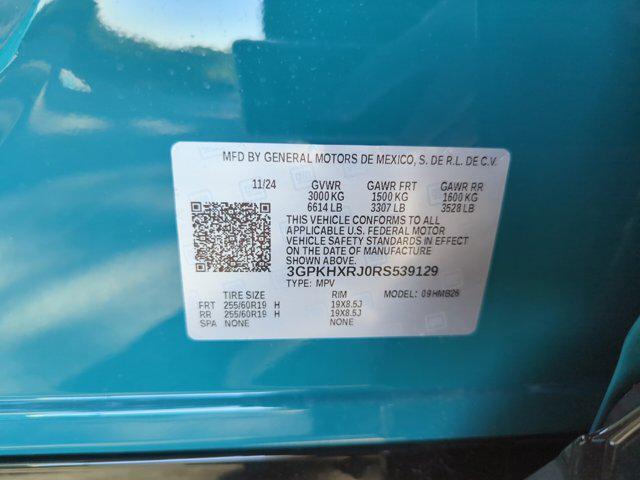 MFD BY GENERAL MOTORS DE MEXICO, S. DE R.L. DE C.V.
11/24 GVWR GAWR FRT GAWR RR
3000 KG 1500 KG 1600 KG
6614 LB 3307 LB 3528 LB
THIS VEHICLE CONFORMS TO ALL
APPLICABLE U.S. FEDERAL MOTOR
VEHICLE SAFETY STANDARDS IN EFFECT
ON THE DATE OF MANUFACTURE
SHOWN ABOVE.
3GPKHXRJ0RS539129
TYPE: MPV
TIRE SIZE RIM MODEL: 09HMB26
FRT 255/60R19 H 19X8.5J
RR 255/60R19 H 19X8.5J
SPA NONE NONE